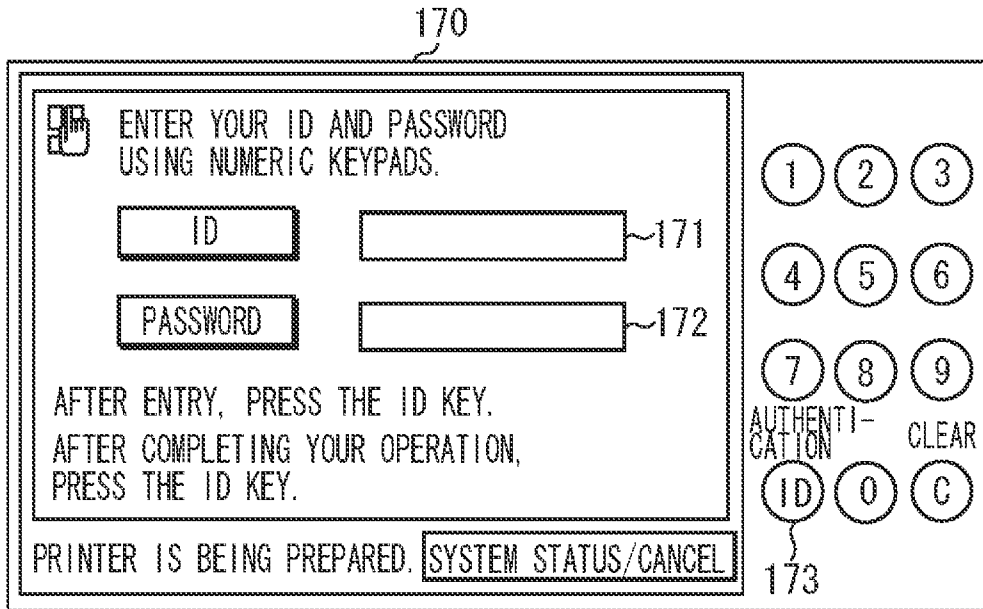 170
ENTER YOUR ID AND PASSWORD
USING NUMERIC KEYPADS.
ID
171
PASSWORD
172
AFTER ENTRY, PRESS THE ID KEY.
AFTER COMPLETING YOUR OPERATION,
PRESS THE ID KEY.
PRINTER IS BEING PREPARED.
SYSTEM STATUS/CANCEL
1 2 3
4 5 6
7 8 9
AUTHENTI-
CATION
CLEAR
ID 0 C
173